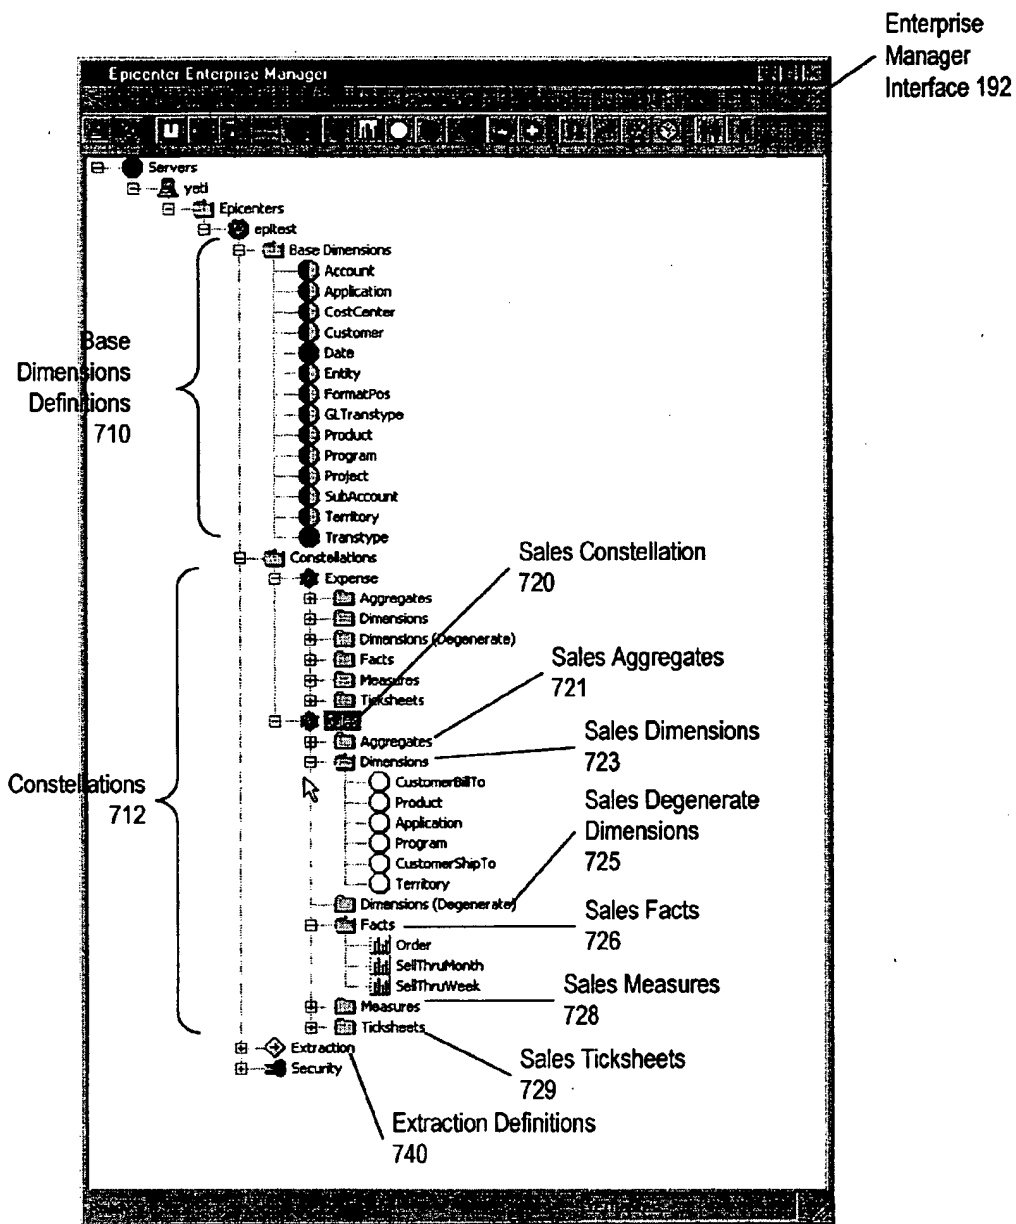 Enterprise
Manager
Interface 192
Epicenter Enterprise Manager
Servers
yeti
Epicenters
epitest
Base Dimensions
Account
Application
CostCenter
Customer
Date
Entity
FormatPos
GLTranstype
Product
Program
Project
SubAccount
Territory
Transtype
Base
Dimensions
Definitions
710
Constellations
Expense
Aggregates
Dimensions
Dimensions (Degenerate)
Facts
Measures
Ticksheets
Sales Constellation
720
Aggregates
Sales Aggregates
721
Dimensions
Sales Dimensions
723
CustomerBillTo
Product
Application
Program
CustomerShipTo
Territory
Constellations
712
Sales Degenerate
Dimensions
725
Dimensions (Degenerate)
Facts
Sales Facts
726
Order
SellThruMonth
SellThruWeek
Measures
Sales Measures
728
Ticksheets
Sales Ticksheets
729
Extraction
Security
Extraction Definitions
740